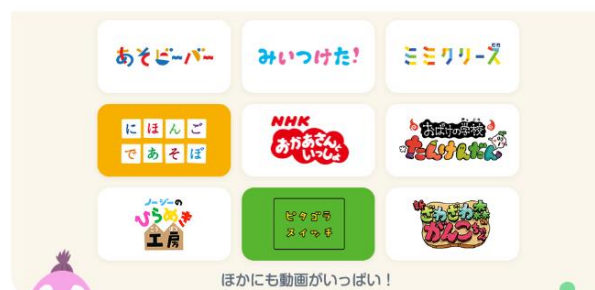 あそビーバー
みいつけた!
ミミクリーズ
にほんご
であそぼ
NHK
おかあさんと
いっしょ
おばけの学校
たんけんだん
ノージーの
ひらめき
工房
ピタゴラ
スイッチ
新・ざわざわ森の
がんこちゃん
ほかにも動画がいっぱい!